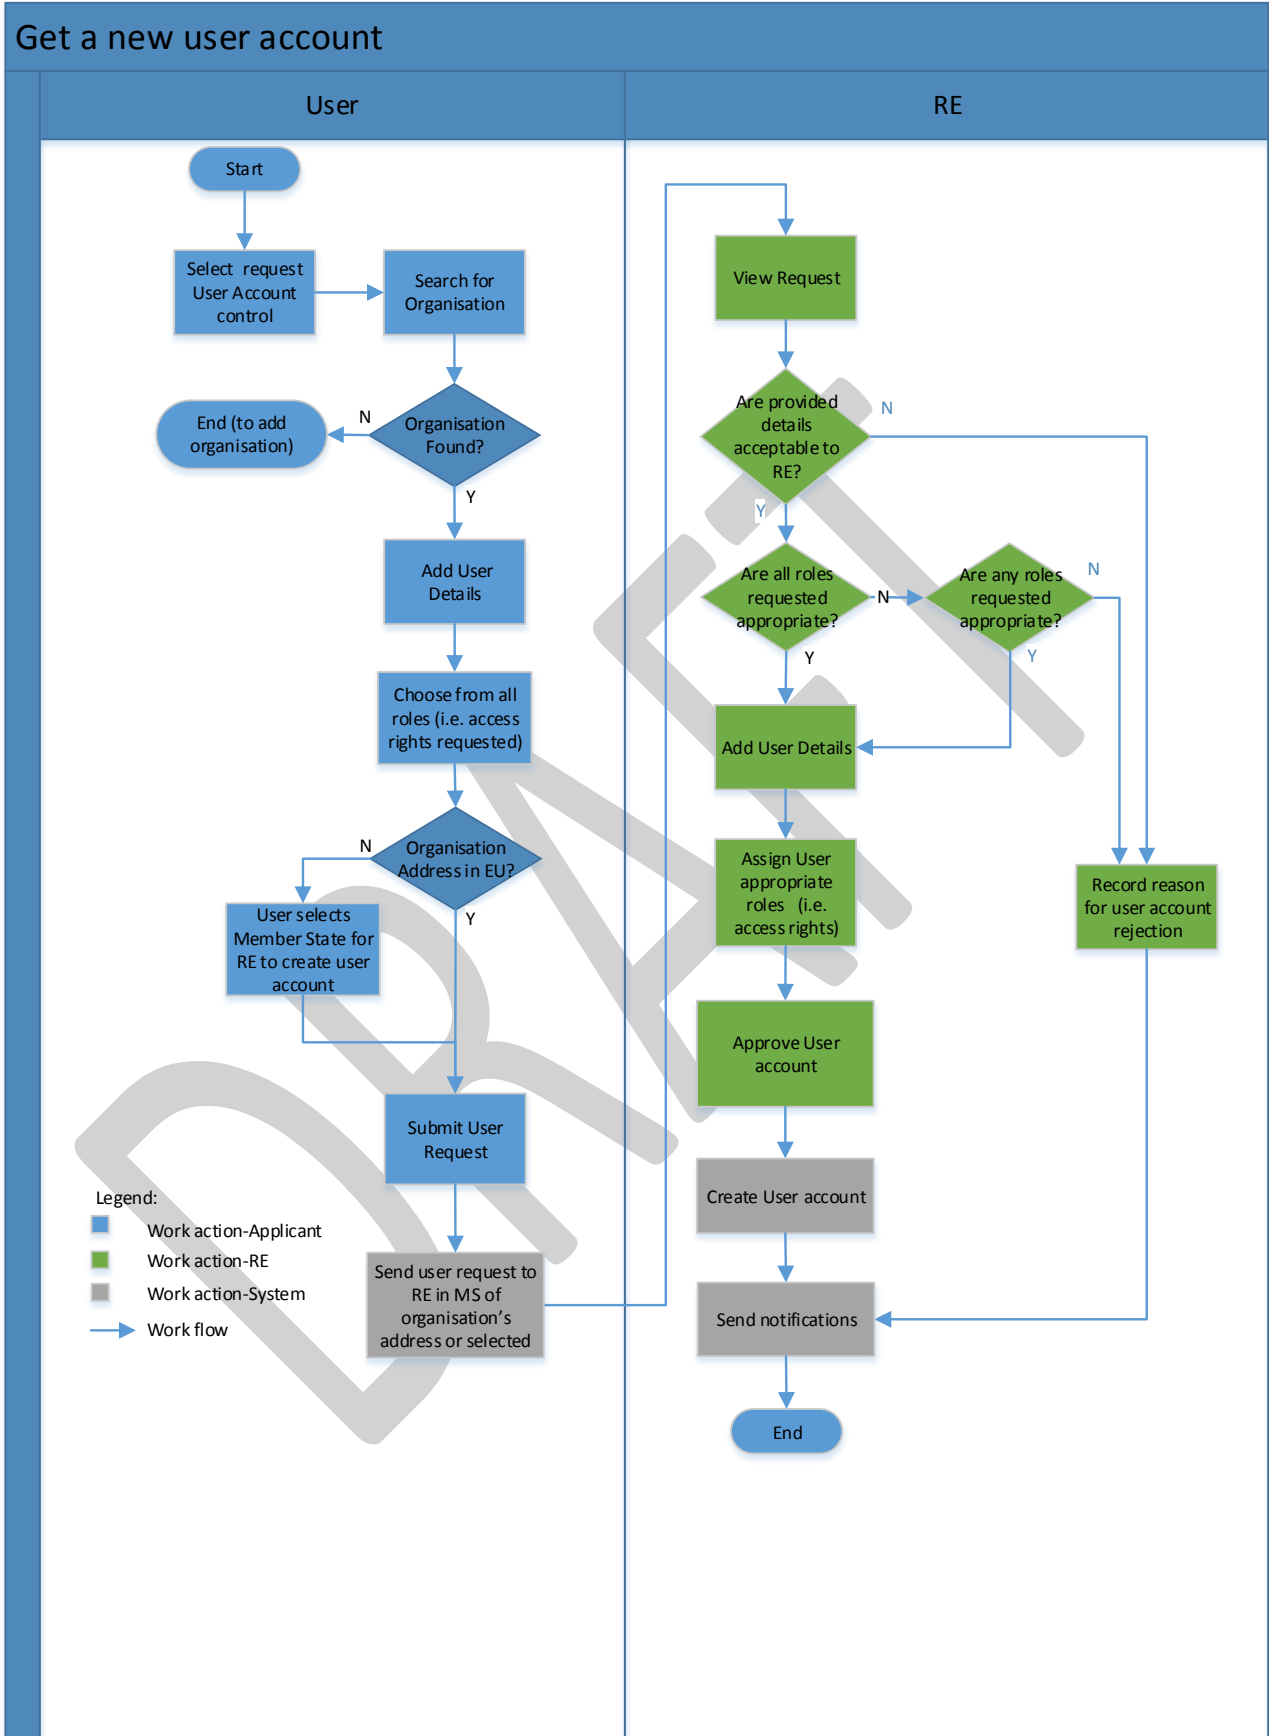 Get a new user account
User
RE
Start
Select request
User Account
control
Search for
Organisation
Organisation
Found?
N
End (to add
organisation)
Y
Add User
Details
Choose from all
roles (i.e. access
rights requested)
Organisation
Address in EU?
N
User selects
Member State for
RE to create user
account
Y
Submit User
Request
Send user request to
RE in MS of
organisation's
address or selected
Legend:
Work action-Applicant
Work action-RE
Work action-System
Work flow
View Request
Are provided
details
acceptable to
RE?
N
Y
Are all roles
requested
appropriate?
N
Are any roles
requested
appropriate?
N
Y
Y
Add User Details
Assign User
appropriate
roles (i.e.
access rights)
Record reason
for user account
rejection
Approve User
account
Create User account
Send notifications
End
DRAFT